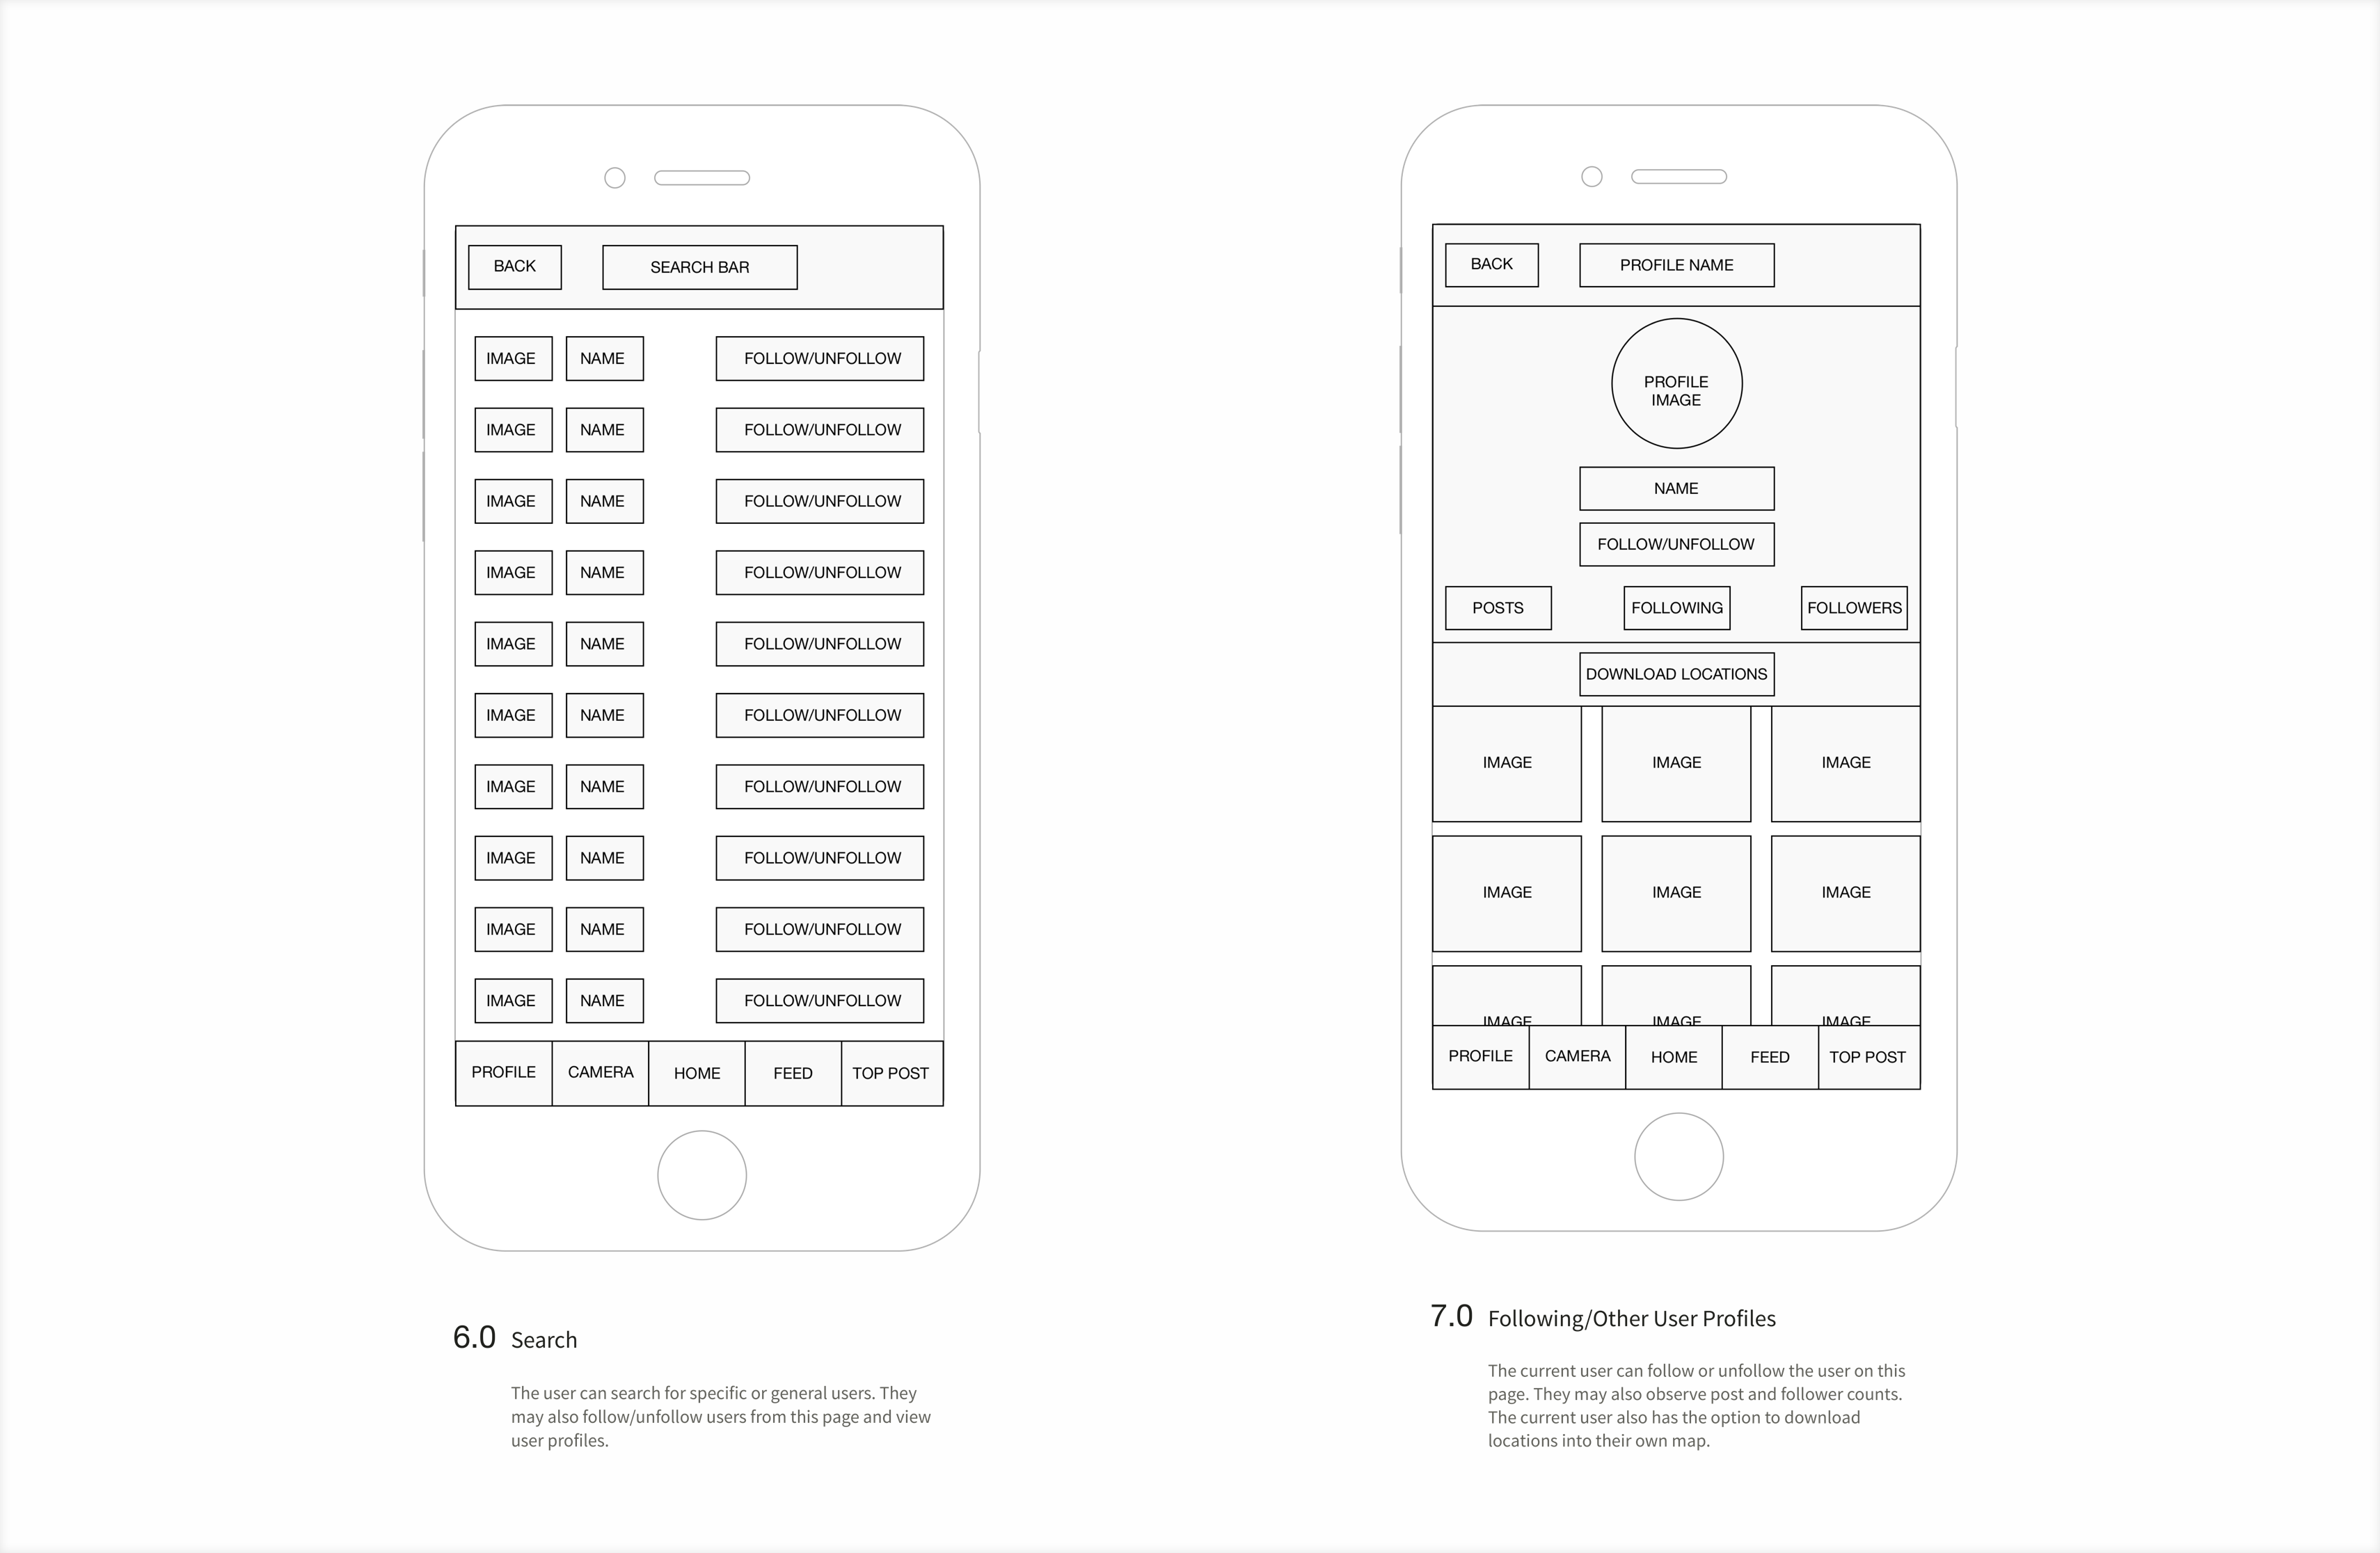 BACK
SEARCH BAR
IMAGE NAME FOLLOW/UNFOLLOW
IMAGE NAME FOLLOW/UNFOLLOW
IMAGE NAME FOLLOW/UNFOLLOW
IMAGE NAME FOLLOW/UNFOLLOW
IMAGE NAME FOLLOW/UNFOLLOW
IMAGE NAME FOLLOW/UNFOLLOW
IMAGE NAME FOLLOW/UNFOLLOW
IMAGE NAME FOLLOW/UNFOLLOW
IMAGE NAME FOLLOW/UNFOLLOW
IMAGE NAME FOLLOW/UNFOLLOW
PROFILE CAMERA HOME FEED TOP POST
6.0 Search
The user can search for specific or general users. They
may also follow/unfollow users from this page and view
user profiles.
BACK
PROFILE NAME
PROFILE
IMAGE
NAME
FOLLOW/UNFOLLOW
POSTS FOLLOWING FOLLOWERS
DOWNLOAD LOCATIONS
IMAGE IMAGE IMAGE
IMAGE IMAGE IMAGE
IMAGE IMAGE IMAGE
PROFILE CAMERA HOME FEED TOP POST
7.0 Following/Other User Profiles
The current user can follow or unfollow the user on this
page. They may also observe post and follower counts.
The current user also has the option to download
locations into their own map.